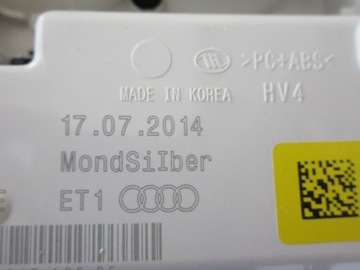 >PC+ABS<
MADE IN KOREA HV4
17.07.2014
MondSilber
ET1